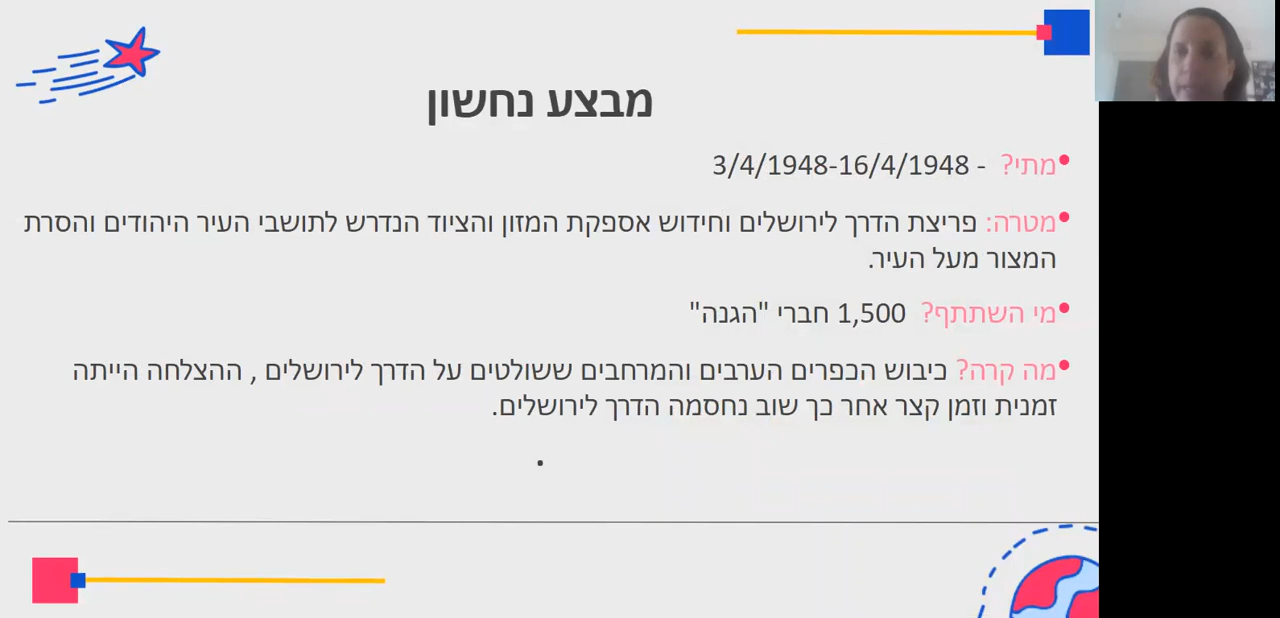 מבצע נחשון
מתי?  - 3/4/1948-16/4/1948
מטרה: פריצת הדרך לירושלים וחידוש אספקת המזון והציוד הנדרש לתושבי העיר היהודים והסרת
המצור מעל העיר.
מי השתתף?  1,500 חברי "הגנה"
מה קרה? כיבוש הכפרים הערבים והמרחבים ששולטים על הדרך לירושלים , ההצלחה הייתה
זמנית וזמן קצר אחר כך שוב נחסמה הדרך לירושלים.